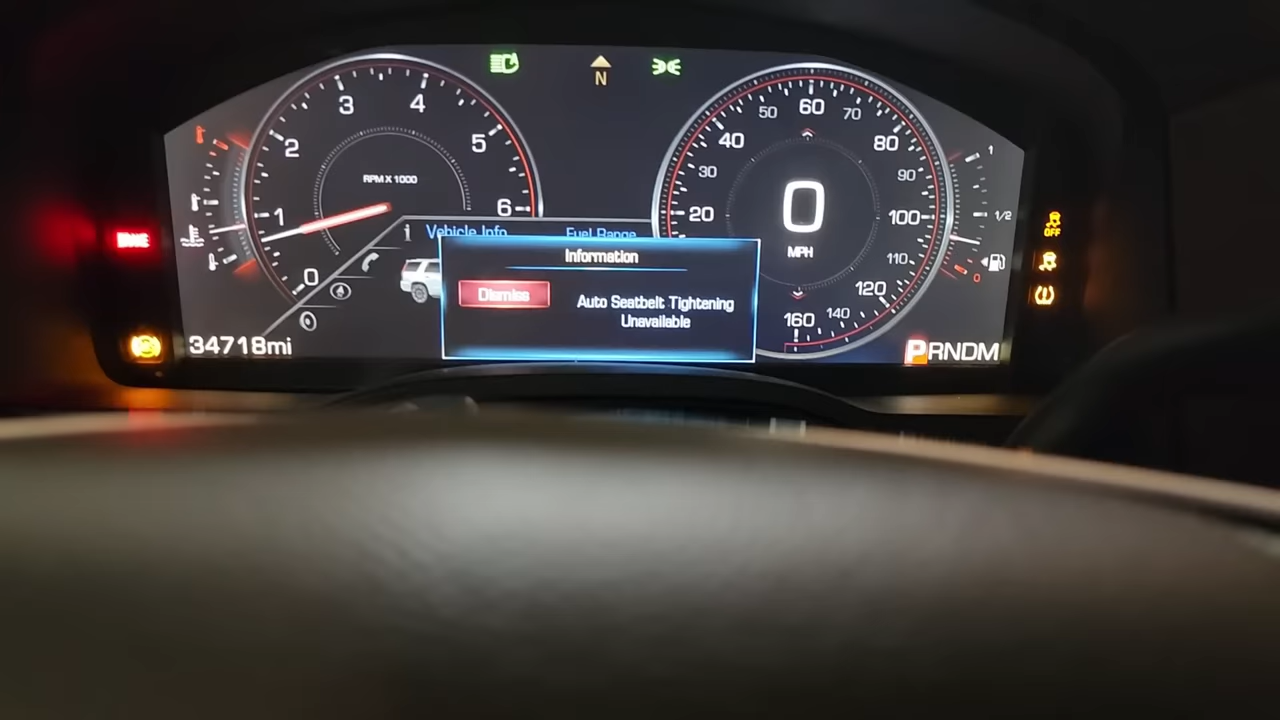 N
3
4
2
5
1
6
0
RPM X 1000
50
60
70
40
80
30
90
20
100
110
120
140
160
0
MPH
1
1/2
0
OFF
BRAKE
Vehicle Info
Fuel Range
Information
Dismiss
Auto Seatbelt Tightening
Unavailable
34718mi
PRNDM